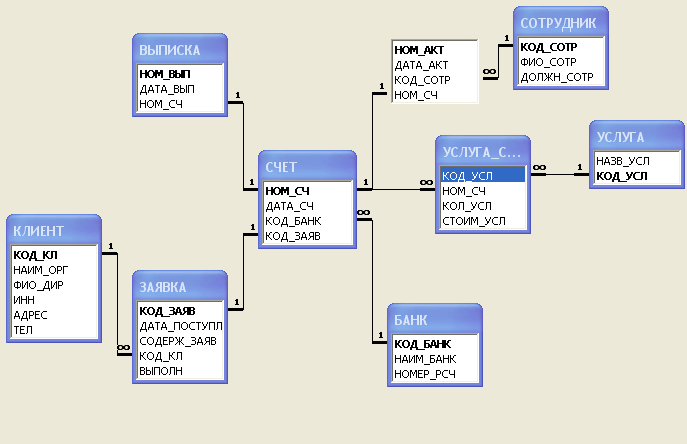 ВЫПИСКА
НОМ_ВЫП
ДАТА_ВЫП
НОМ_СЧ
НОМ_АКТ
ДАТА_АКТ
КОД_СОТР
НОМ_СЧ
СОТРУДНИК
КОД_СОТР
ФИО_СОТР
ДОЛЖН_СОТР
СЧЕТ
НОМ_СЧ
ДАТА_СЧ
КОД_БАНК
КОД_ЗАЯВ
УСЛУГА_С...
КОД_УСЛ
НОМ_СЧ
КОЛ_УСЛ
СТОИМ_УСЛ
УСЛУГА
НАЗВ_УСЛ
КОД_УСЛ
КЛИЕНТ
КОД_КЛ
НАИМ_ОРГ
ФИО_ДИР
ИНН
АДРЕС
ТЕЛ
ЗАЯВКА
КОД_ЗАЯВ
ДАТА_ПОСТУПЛ
СОДЕРЖ_ЗАЯВ
КОД_КЛ
ВЫПОЛН
БАНК
КОД_БАНК
НАИМ_БАНК
НОМЕР_РСЧ
1
1
1
∞
1
1
∞
∞
1
∞
1
1
1
1
∞